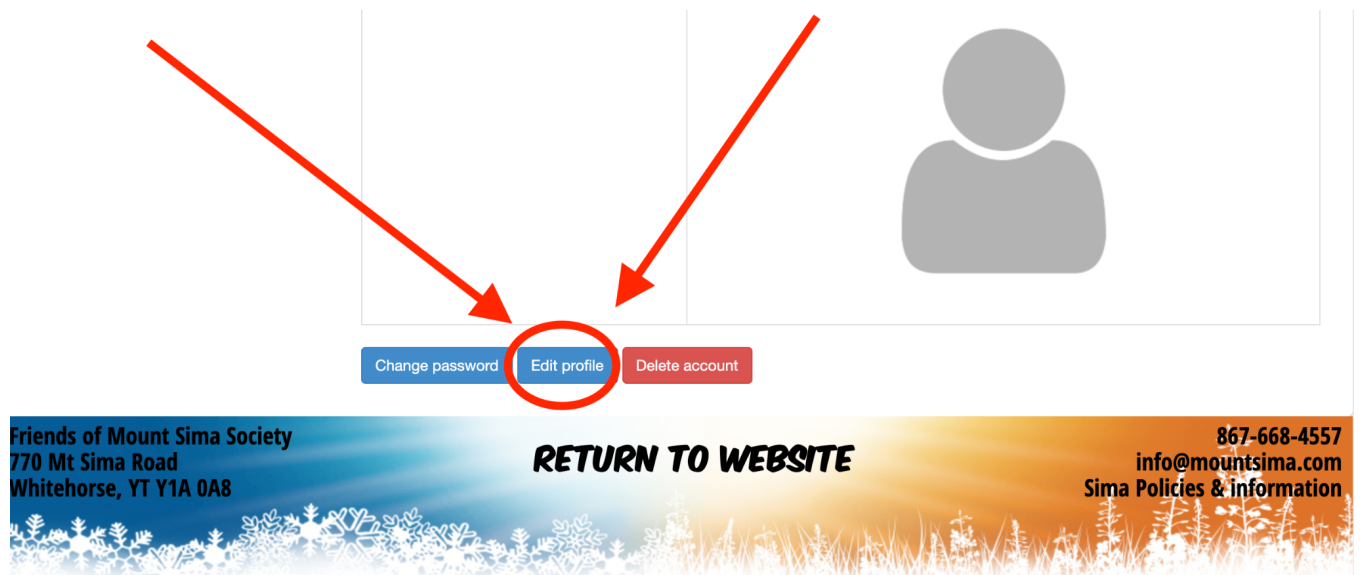 Change password
Edit profile
Delete account
Friends of Mount Sima Society
770 Mt Sima Road
Whitehorse, YT Y1A 0A8
RETURN TO WEBSITE
867-668-4557
info@mountsima.com
Sima Policies & information